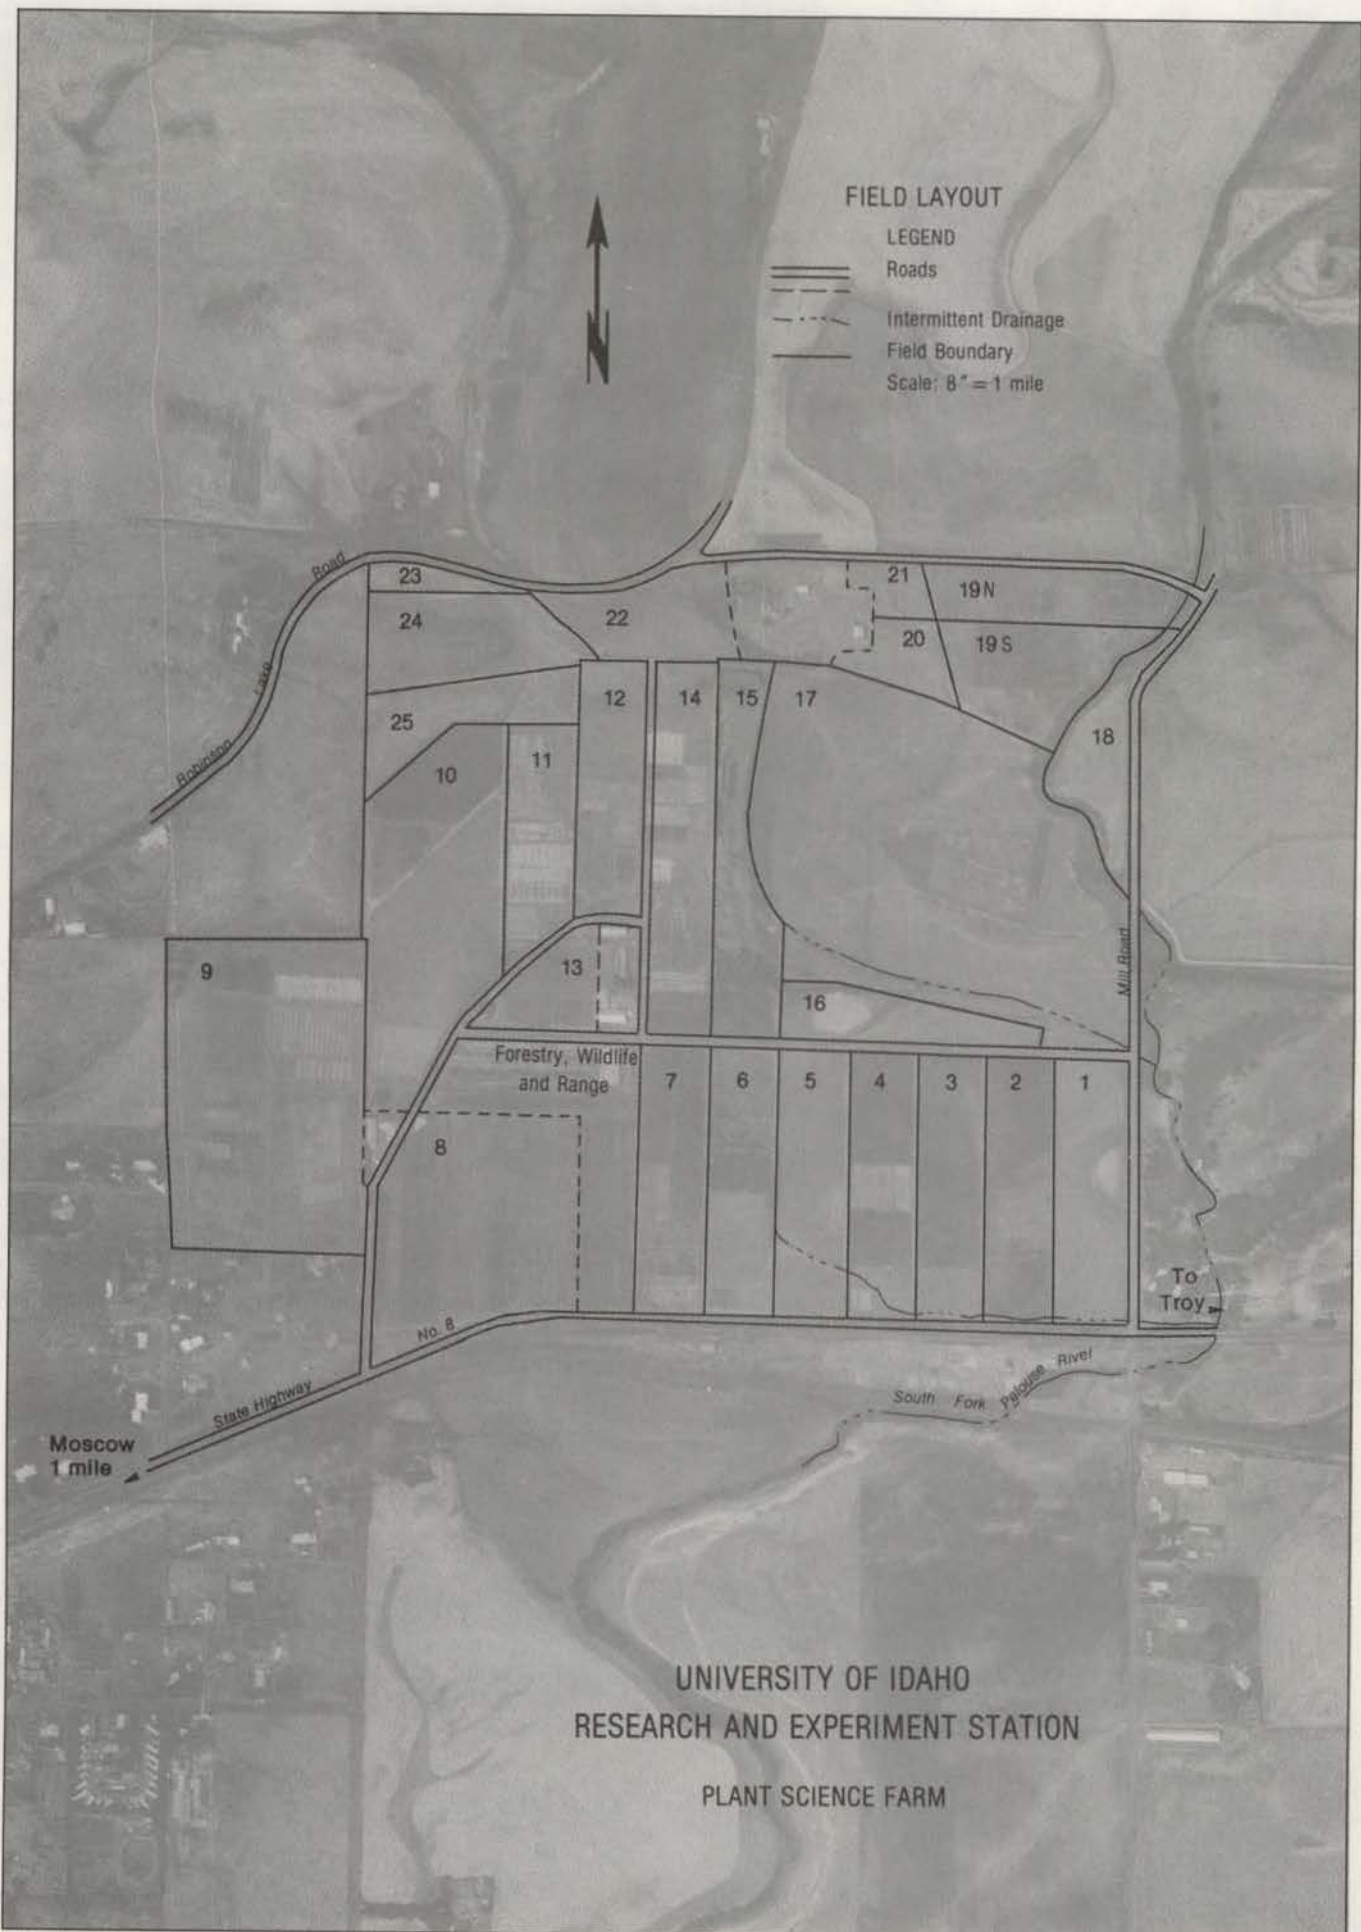 FIELD LAYOUT
LEGEND
Roads
Intermittent Drainage
Field Boundary
Scale: 8" = 1 mile
N
Robinson Lake Road
23
24
22
21
19 N
20
19 S
25
12
14
15
17
18
10
11
9
13
16
Mill Road
Forestry, Wildlife
and Range
7
6
5
4
3
2
1
8
To
Troy
State Highway No. 8
South Fork Palouse River
Moscow
1 mile
UNIVERSITY OF IDAHO
RESEARCH AND EXPERIMENT STATION
PLANT SCIENCE FARM